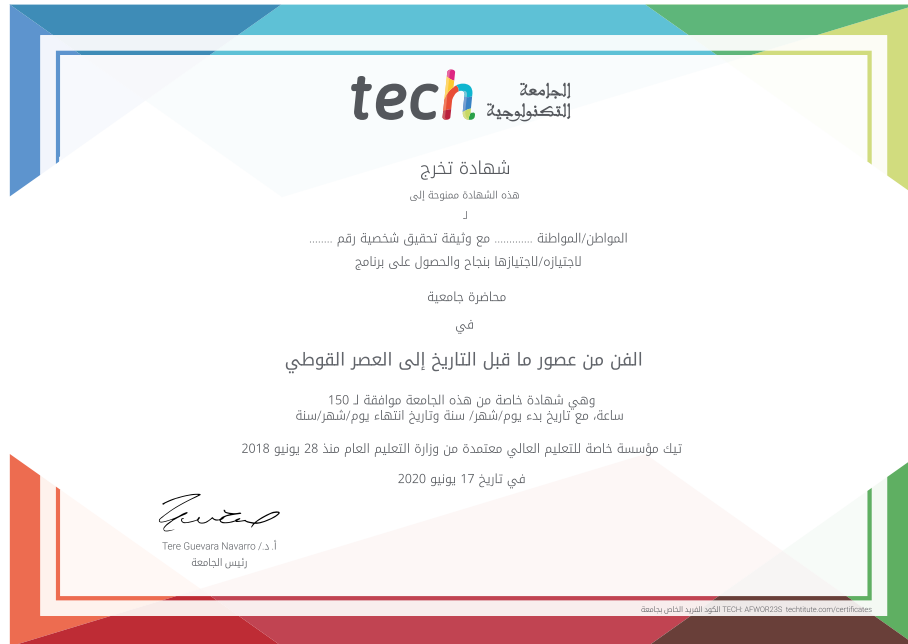 tech الجامعة
التكنولوجية
شهادة تخرج
هذه الشهادة ممنوحة إلى
لـ
المواطن/المواطنة ............. مع وثيقة تحقيق شخصية رقم ........
لاجتيازه/لاجتيازها بنجاح والحصول على برنامج
محاضرة جامعية
في
الفن من عصور ما قبل التاريخ إلى العصر القوطي
وهي شهادة خاصة من هذه الجامعة موافقة لـ 150
ساعة، مع تاريخ بدء يوم/شهر/ سنة وتاريخ انتهاء يوم/شهر/سنة
تيك مؤسسة خاصة للتعليم العالي معتمدة من وزارة التعليم العام منذ 28 يونيو 2018
في تاريخ 17 يونيو 2020
أ. د./ Tere Guevara Navarro
رئيس الجامعة
الكود الفريد الخاص بجامعة TECH: AFWOR23S techtitute.com/certificates